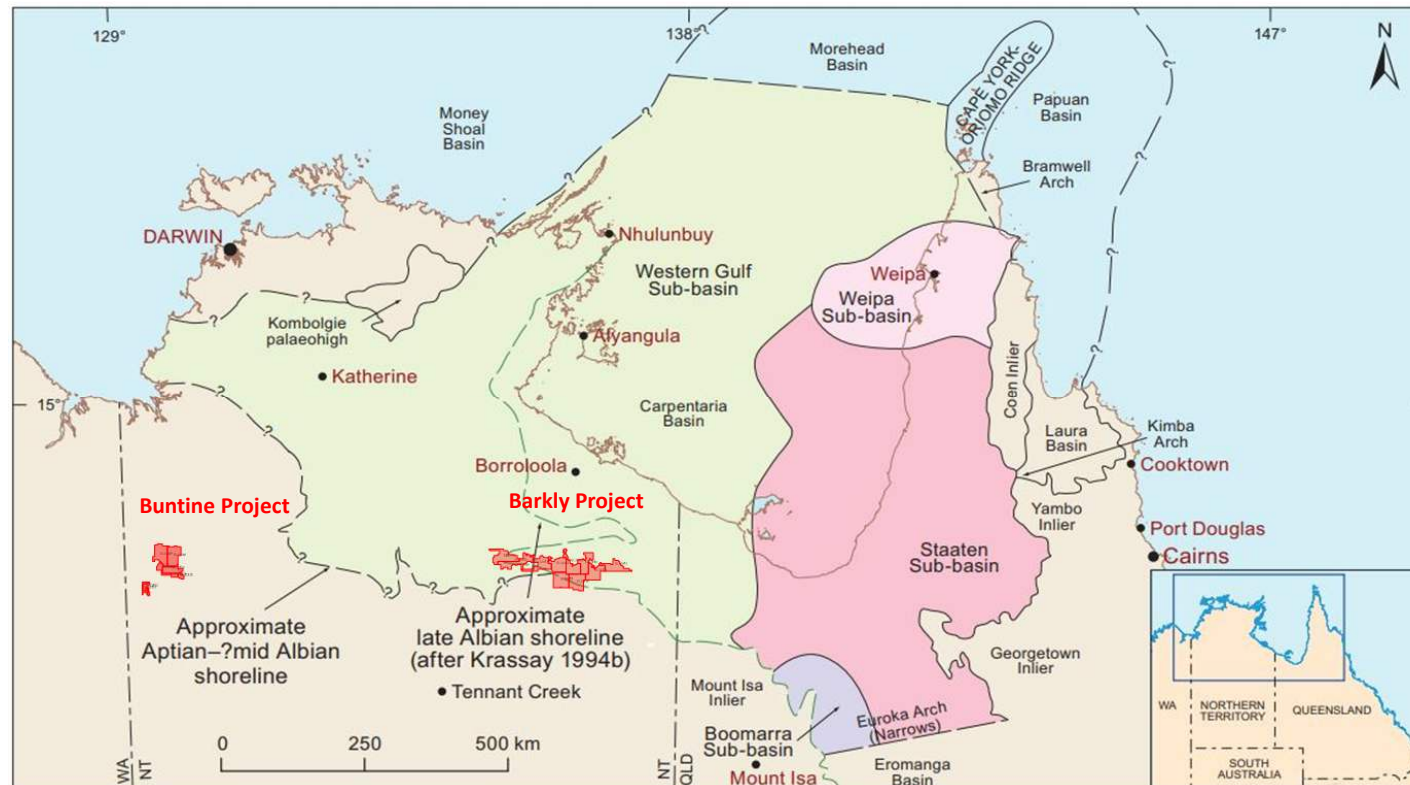 129°
138°
147°
N
Morehead
Basin
CAPE YORK-
ORIOMO RIDGE
Papuan
Basin
Money
Shoal
Basin
Bramwell
Arch
DARWIN
Nhulunbuy
Western Gulf
Sub-basin
Weipa
Weipa
Sub-basin
Kombolgie
palaeohigh
Alyangula
Katherine
Coen Inlier
15°
Carpentaria
Basin
Laura
Basin
Kimba
Arch
Borroloola
Cooktown
Buntine Project
Barkly Project
Yambo
Inlier
Port Douglas
Staaten
Sub-basin
Cairns
Approximate
Aptian–?mid Albian
shoreline
Approximate
late Albian shoreline
(after Krassay 1994b)
Georgetown
Inlier
Tennant Creek
Mount Isa
Inlier
Euroka Arch
(Narrows)
Boomarra
Sub-basin
0 250 500 km
WA NT
NT QLD
Mount Isa
Eromanga
Basin
WA
NORTHERN
TERRITORY
QUEENSLAND
SOUTH
AUSTRALIA
? ? ? ? ? ? ? ? ? ?